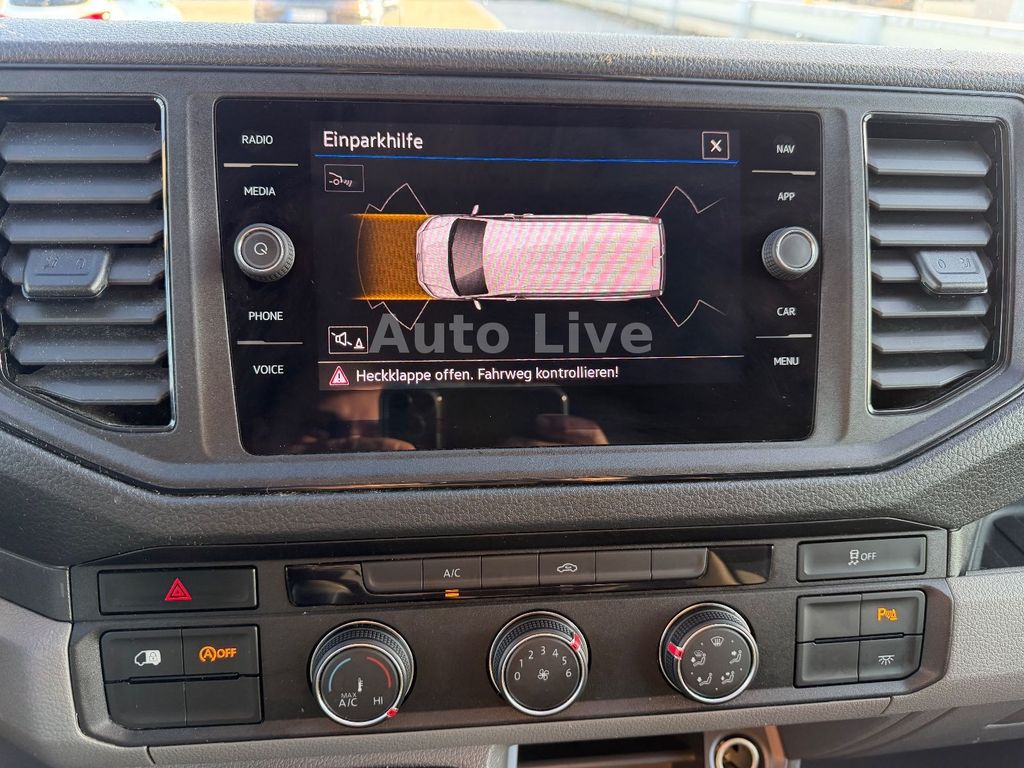 RADIO
MEDIA
PHONE
VOICE
Einparkhilfe
X
NAV
APP
CAR
MENU
Auto Live
Heckklappe offen. Fahrweg kontrollieren!
A/C
OFF
A OFF
P
MAX
A/C
HI
0 1 2 3 4 5 6